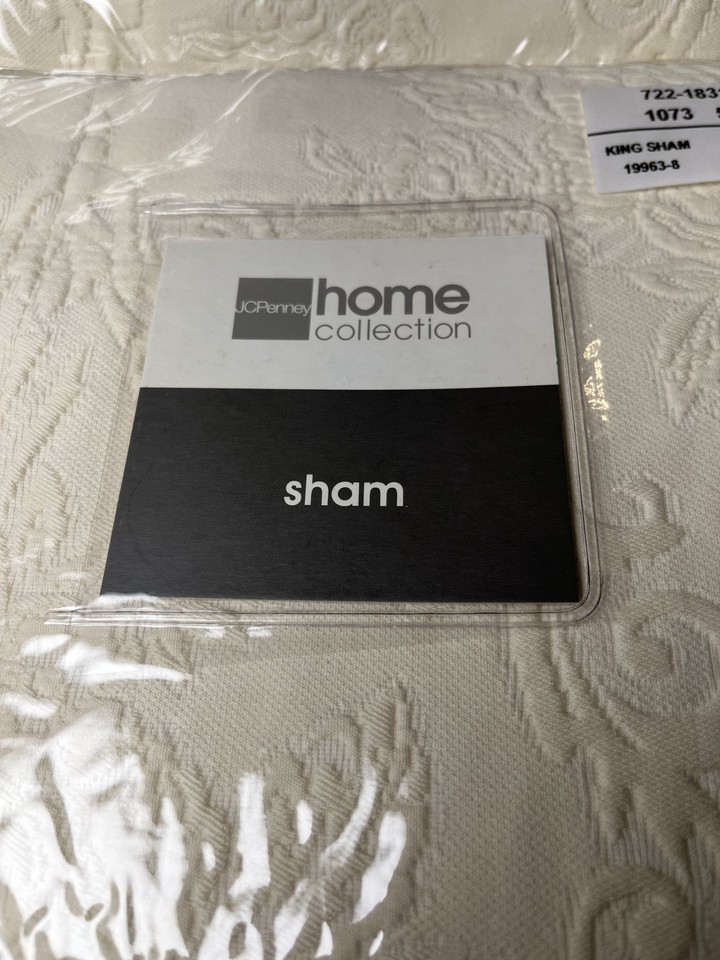 722-183
1073
KING SHAM
19963-8
JCPenney home
collection
sham